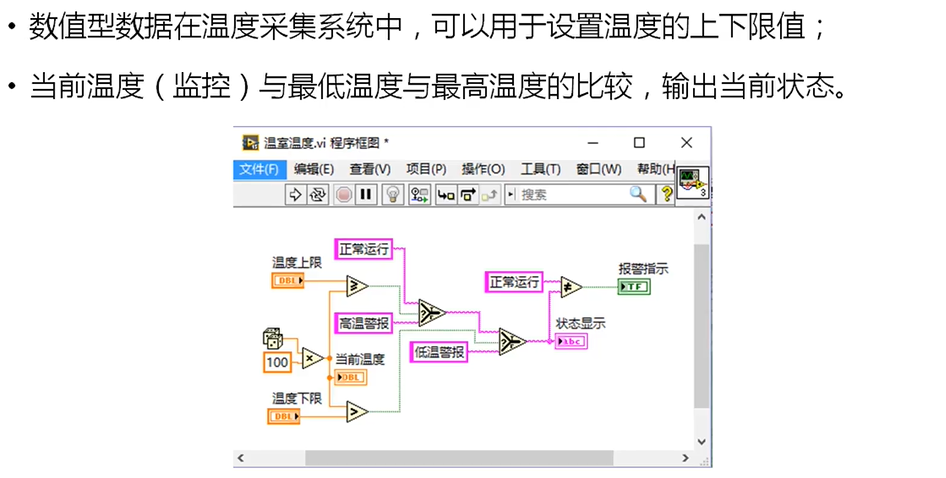 • 数值型数据在温度采集系统中，可以用于设置温度的上下限值；
• 当前温度（监控）与最低温度与最高温度的比较，输出当前状态。
温室温度.vi 程序框图 *
文件(F) 编辑(E) 查看(V) 项目(P) 操作(O) 工具(T) 窗口(W) 帮助(H
搜索
3
正常运行
温度上限
报警指示
DBL
≥
正常运行
≠
TF
高温警报
?
状态显示
Abc
100
×
当前温度
低温警报
?
DBL
温度下限
DBL
>